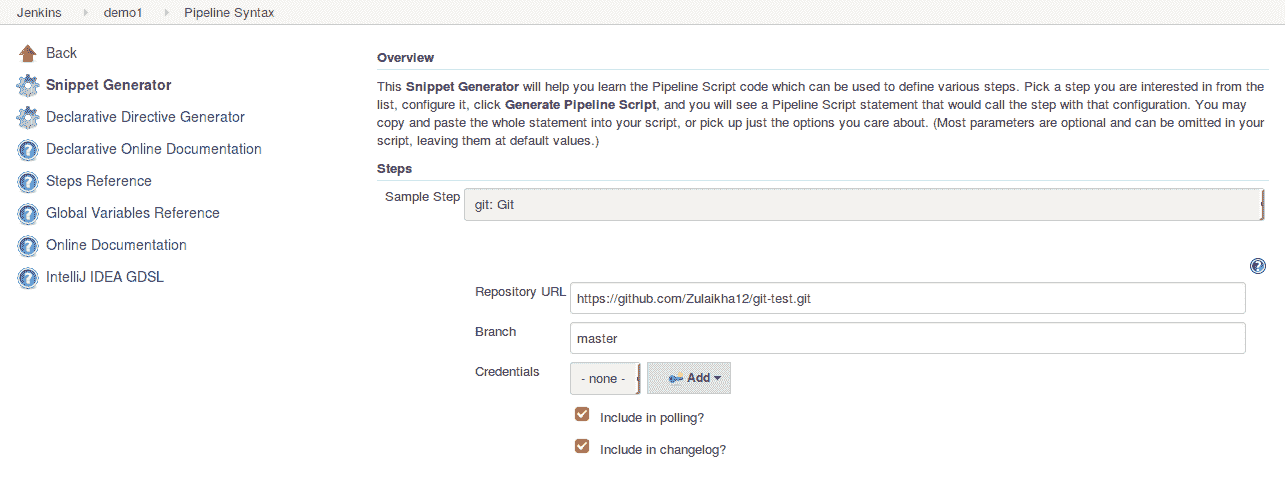 Jenkins demo1 Pipeline Syntax
Back
Snippet Generator
Declarative Directive Generator
Declarative Online Documentation
Steps Reference
Global Variables Reference
Online Documentation
IntelliJ IDEA GDSL
Overview
This Snippet Generator will help you learn the Pipeline Script code which can be used to define various steps. Pick a step you are interested in from the
list, configure it, click Generate Pipeline Script, and you will see a Pipeline Script statement that would call the step with that configuration. You may
copy and paste the whole statement into your script, or pick up just the options you care about. (Most parameters are optional and can be omitted in your
script, leaving them at default values.)
Steps
Sample Step git: Git
Repository URL https://github.com/Zulaikha12/git-test.git
Branch master
Credentials - none - Add
Include in polling?
Include in changelog?